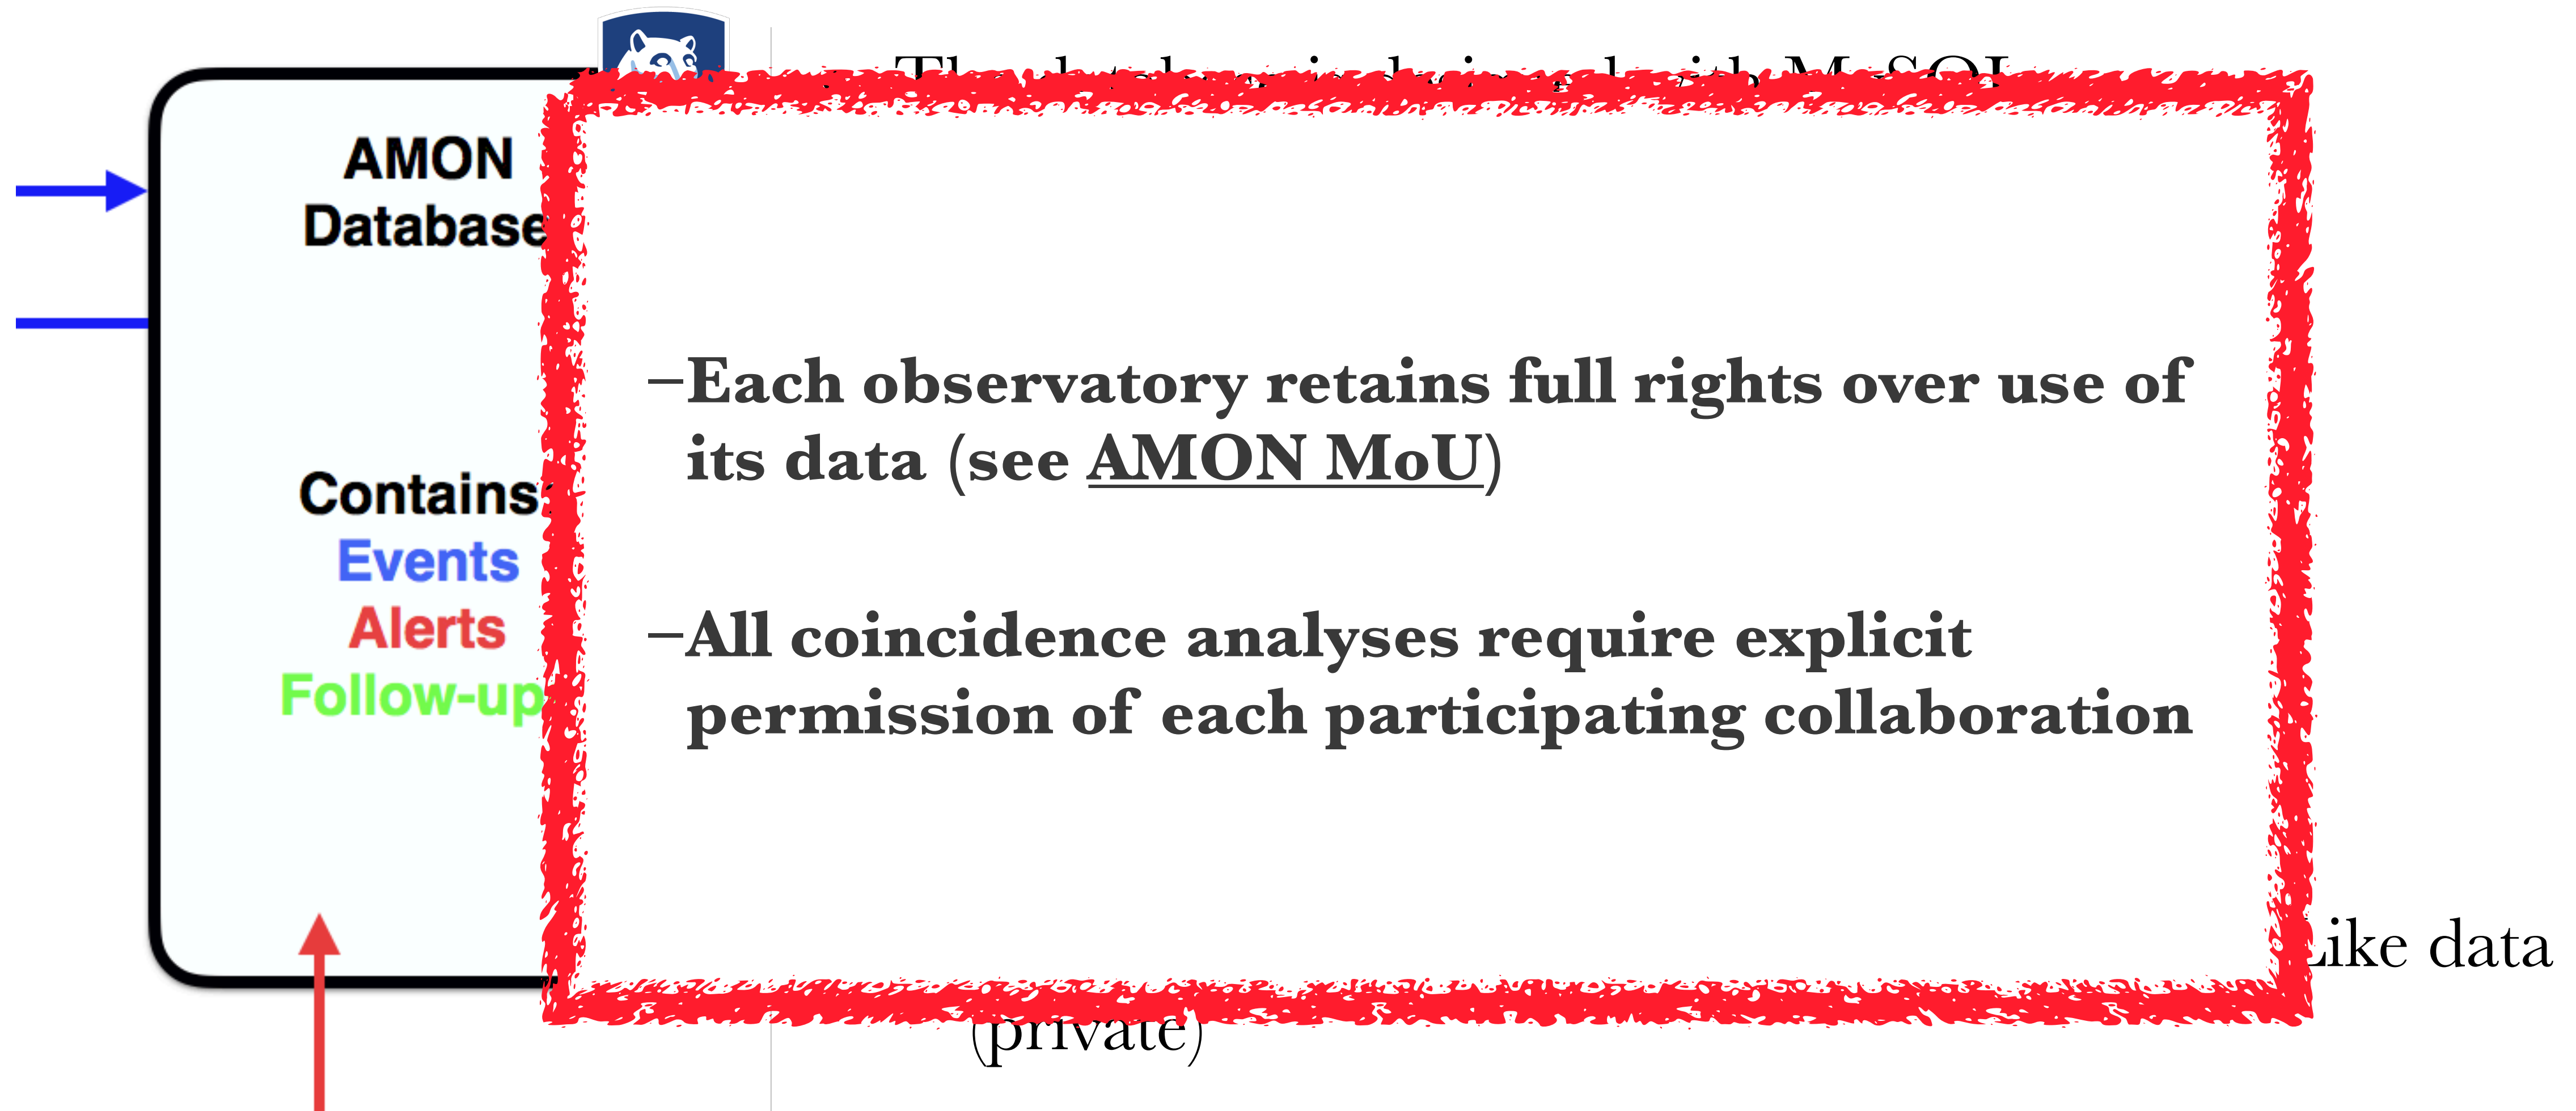 AMON
Database
Contains
Events
Alerts
Follow-up
–Each observatory retains full rights over use of
its data (see AMON MoU)
–All coincidence analyses require explicit
permission of each participating collaboration
Like data
(private)